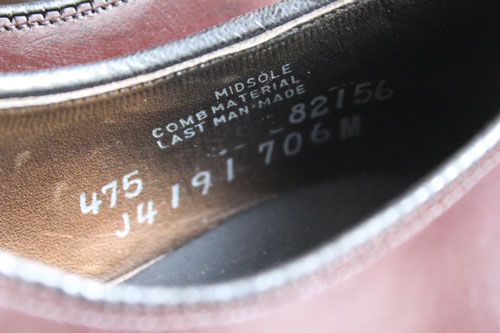 MIDSOLE
COMB MATERIAL
LAST MAN-MADE
475 82156
J4191 706M